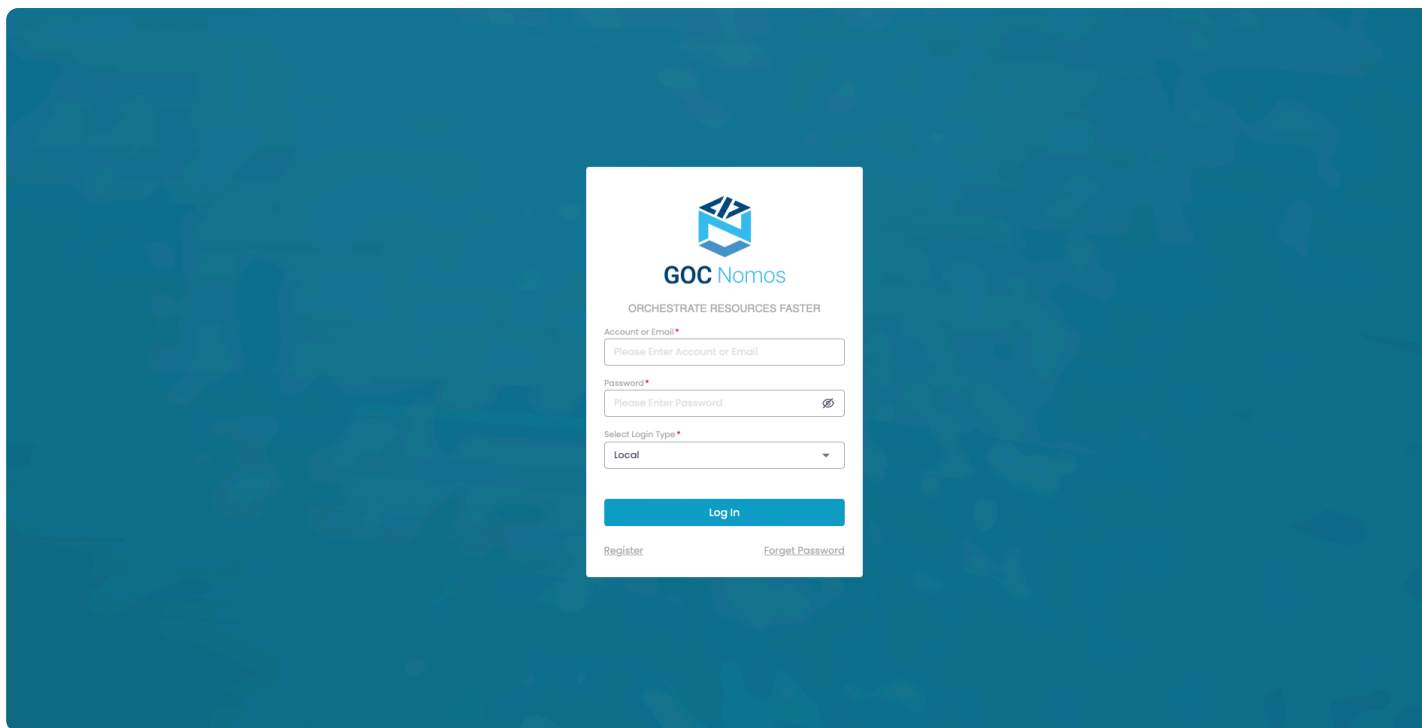 </>
GOC Nomos
ORCHESTRATE RESOURCES FASTER
Account or Email *
Please Enter Account or Email
Password *
Please Enter Password
Select Login Type *
Local
Log In
Register Forget Password